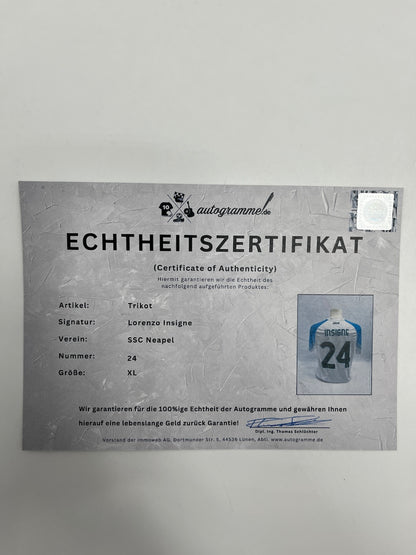 10
autogramme.de
ECHTHEITSZERTIFIKAT
(Certificate of Authenticity)
Hiermit garantieren wir die Echtheit des
nachfolgend aufgeführten Produktes:
Artikel: Trikot
Signatur: Lorenzo Insigne
Verein: SSC Neapel
Nummer: 24
Größe: XL
INSIGNE
24
Wir garantieren für die 100%ige Echtheit der Autogramme und gewähren Ihnen
hierauf eine lebenslange Geld zurück Garantie!
Dipl. Ing. Thomas Schlüchter
Vorstand der immoweb AG, Dortmunder Str. 5, 44536 Lünen, Abtl. www.autogramme.de